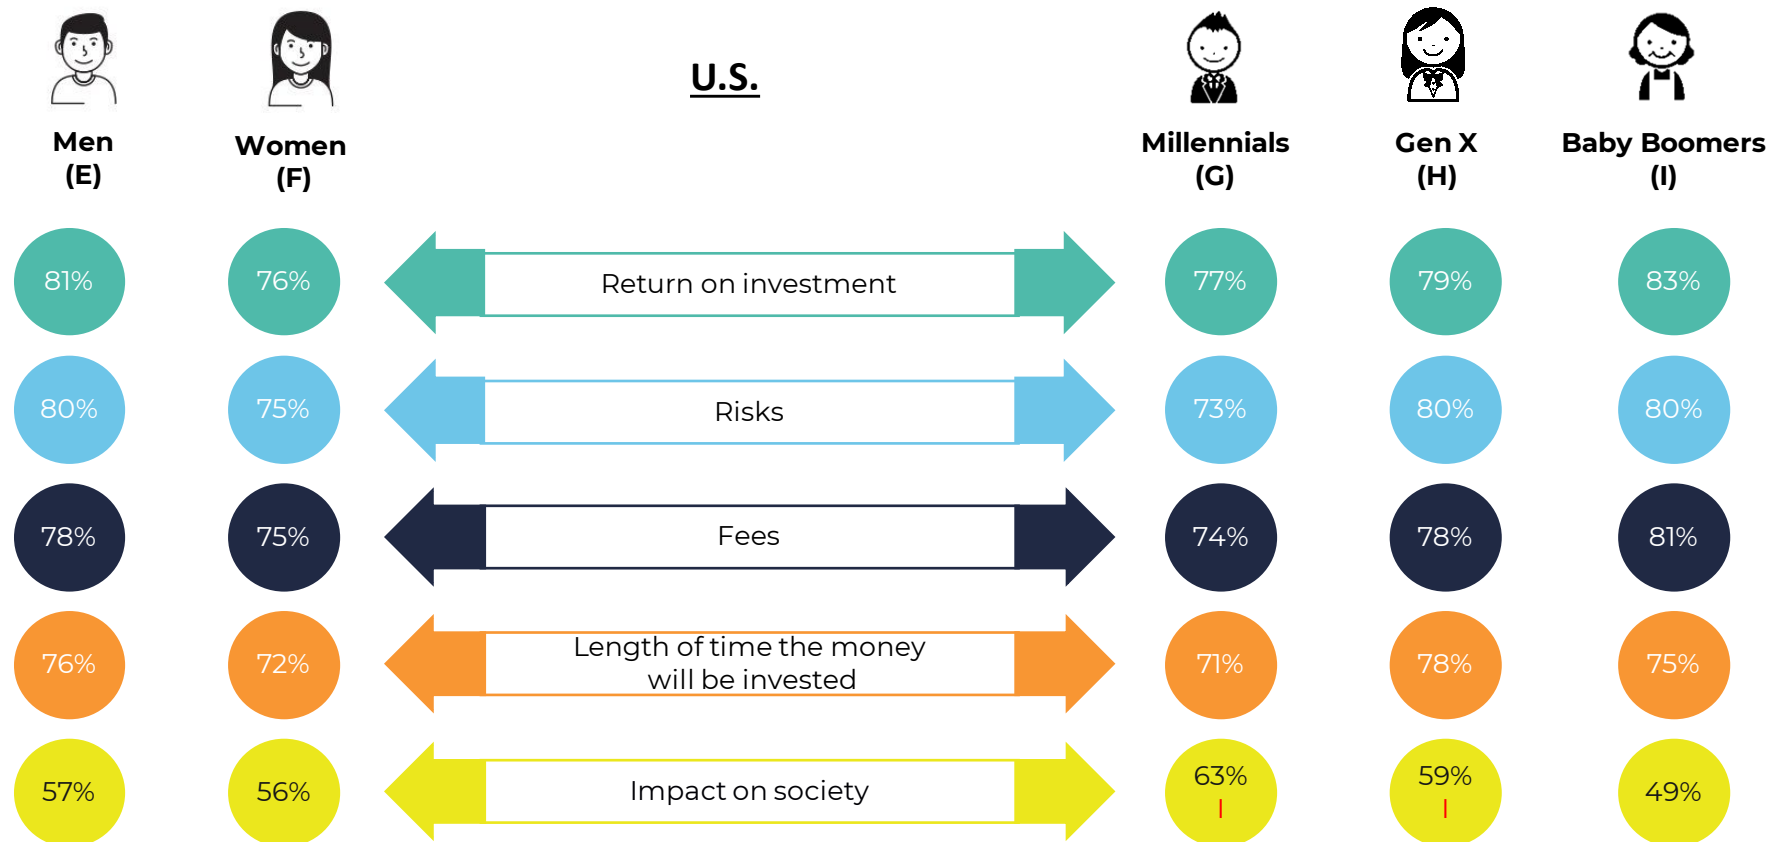 U.S.
Men
(E)
Women
(F)
Millennials
(G)
Gen X
(H)
Baby Boomers
(I)
81%
76%
Return on investment
77%
79%
83%
80%
75%
Risks
73%
80%
80%
78%
75%
Fees
74%
78%
81%
76%
72%
Length of time the money
will be invested
71%
78%
75%
57%
56%
Impact on society
63%
I
59%
I
49%